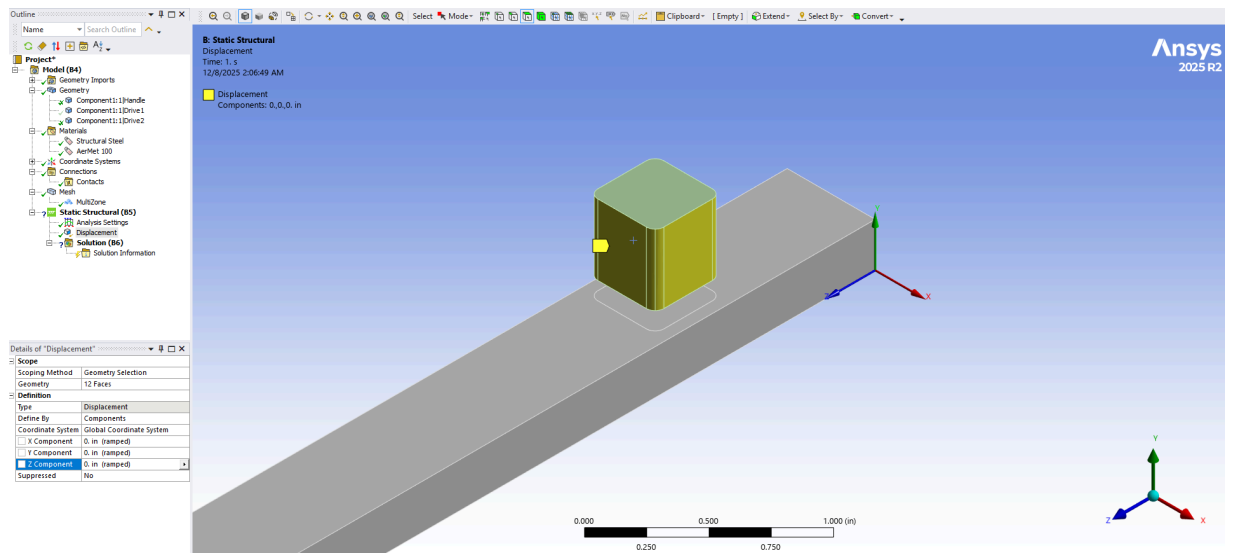 Outline
Select Mode Clipboard [ Empty ] Extend Select By Convert
Name Search Outline
Project*
Model (B4)
Geometry Imports
Geometry
Component1:1|Handle
Component1:1|Drive1
Component1:1|Drive2
Materials
Structural Steel
AerMet 100
Coordinate Systems
Connections
Contacts
Mesh
MultiZone
Static Structural (B5)
Analysis Settings
Displacement
Solution (B6)
Solution Information
Details of "Displacement"
Scope
Scoping Method Geometry Selection
Geometry 12 Faces
Definition
Type Displacement
Define By Components
Coordinate System Global Coordinate System
X Component 0. in (ramped)
Y Component 0. in (ramped)
Z Component 0. in (ramped)
Suppressed No
B: Static Structural
Displacement
Time: 1. s
12/8/2025 2:06:49 AM
Displacement
Components: 0.,0.,0. in
Ansys
2025 R2
Y
Z
X
Y
Z
X
0.000 0.500 1.000 (in)
0.250 0.750